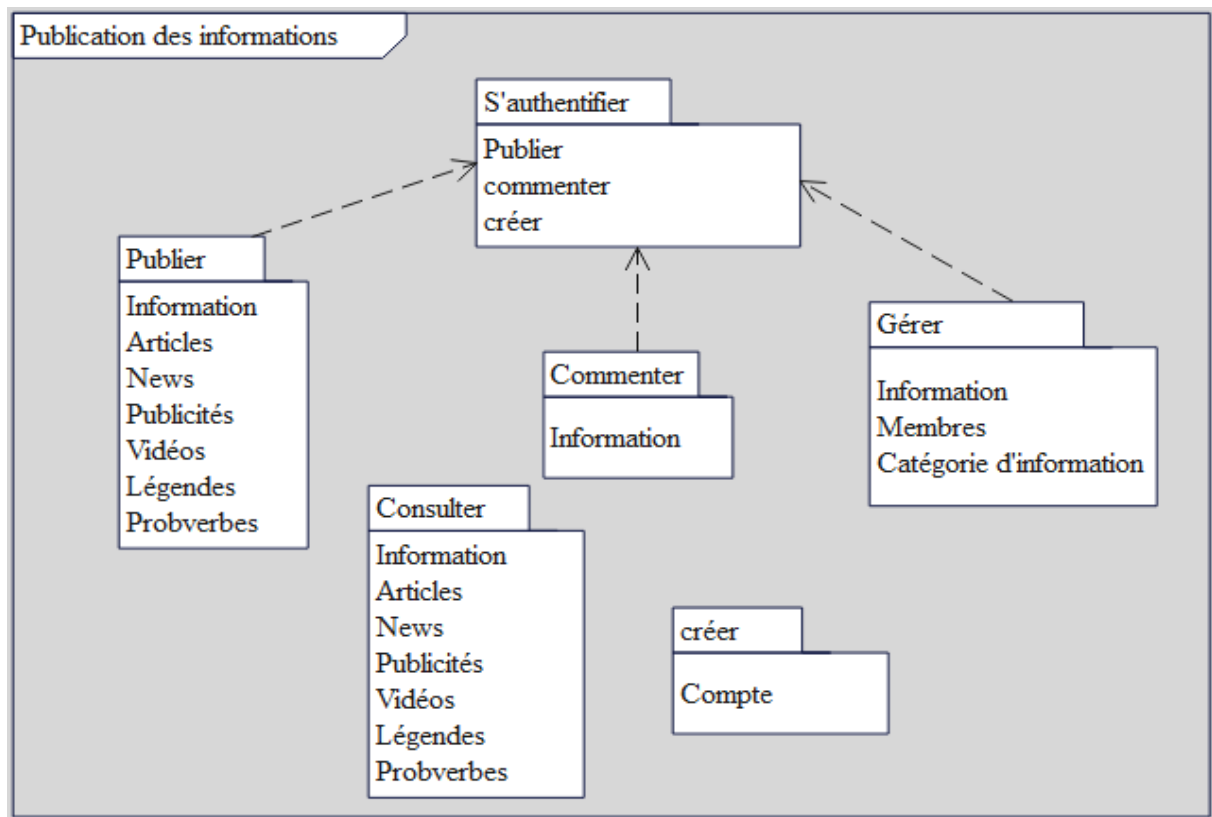 Publication des informations
S'authentifier
Publier
commenter
créer
Publier
Information
Articles
News
Publicités
Vidéos
Légendes
Probverbes
Commenter
Information
Gérer
Information
Membres
Catégorie d'information
Consulter
Information
Articles
News
Publicités
Vidéos
Légendes
Probverbes
créer
Compte